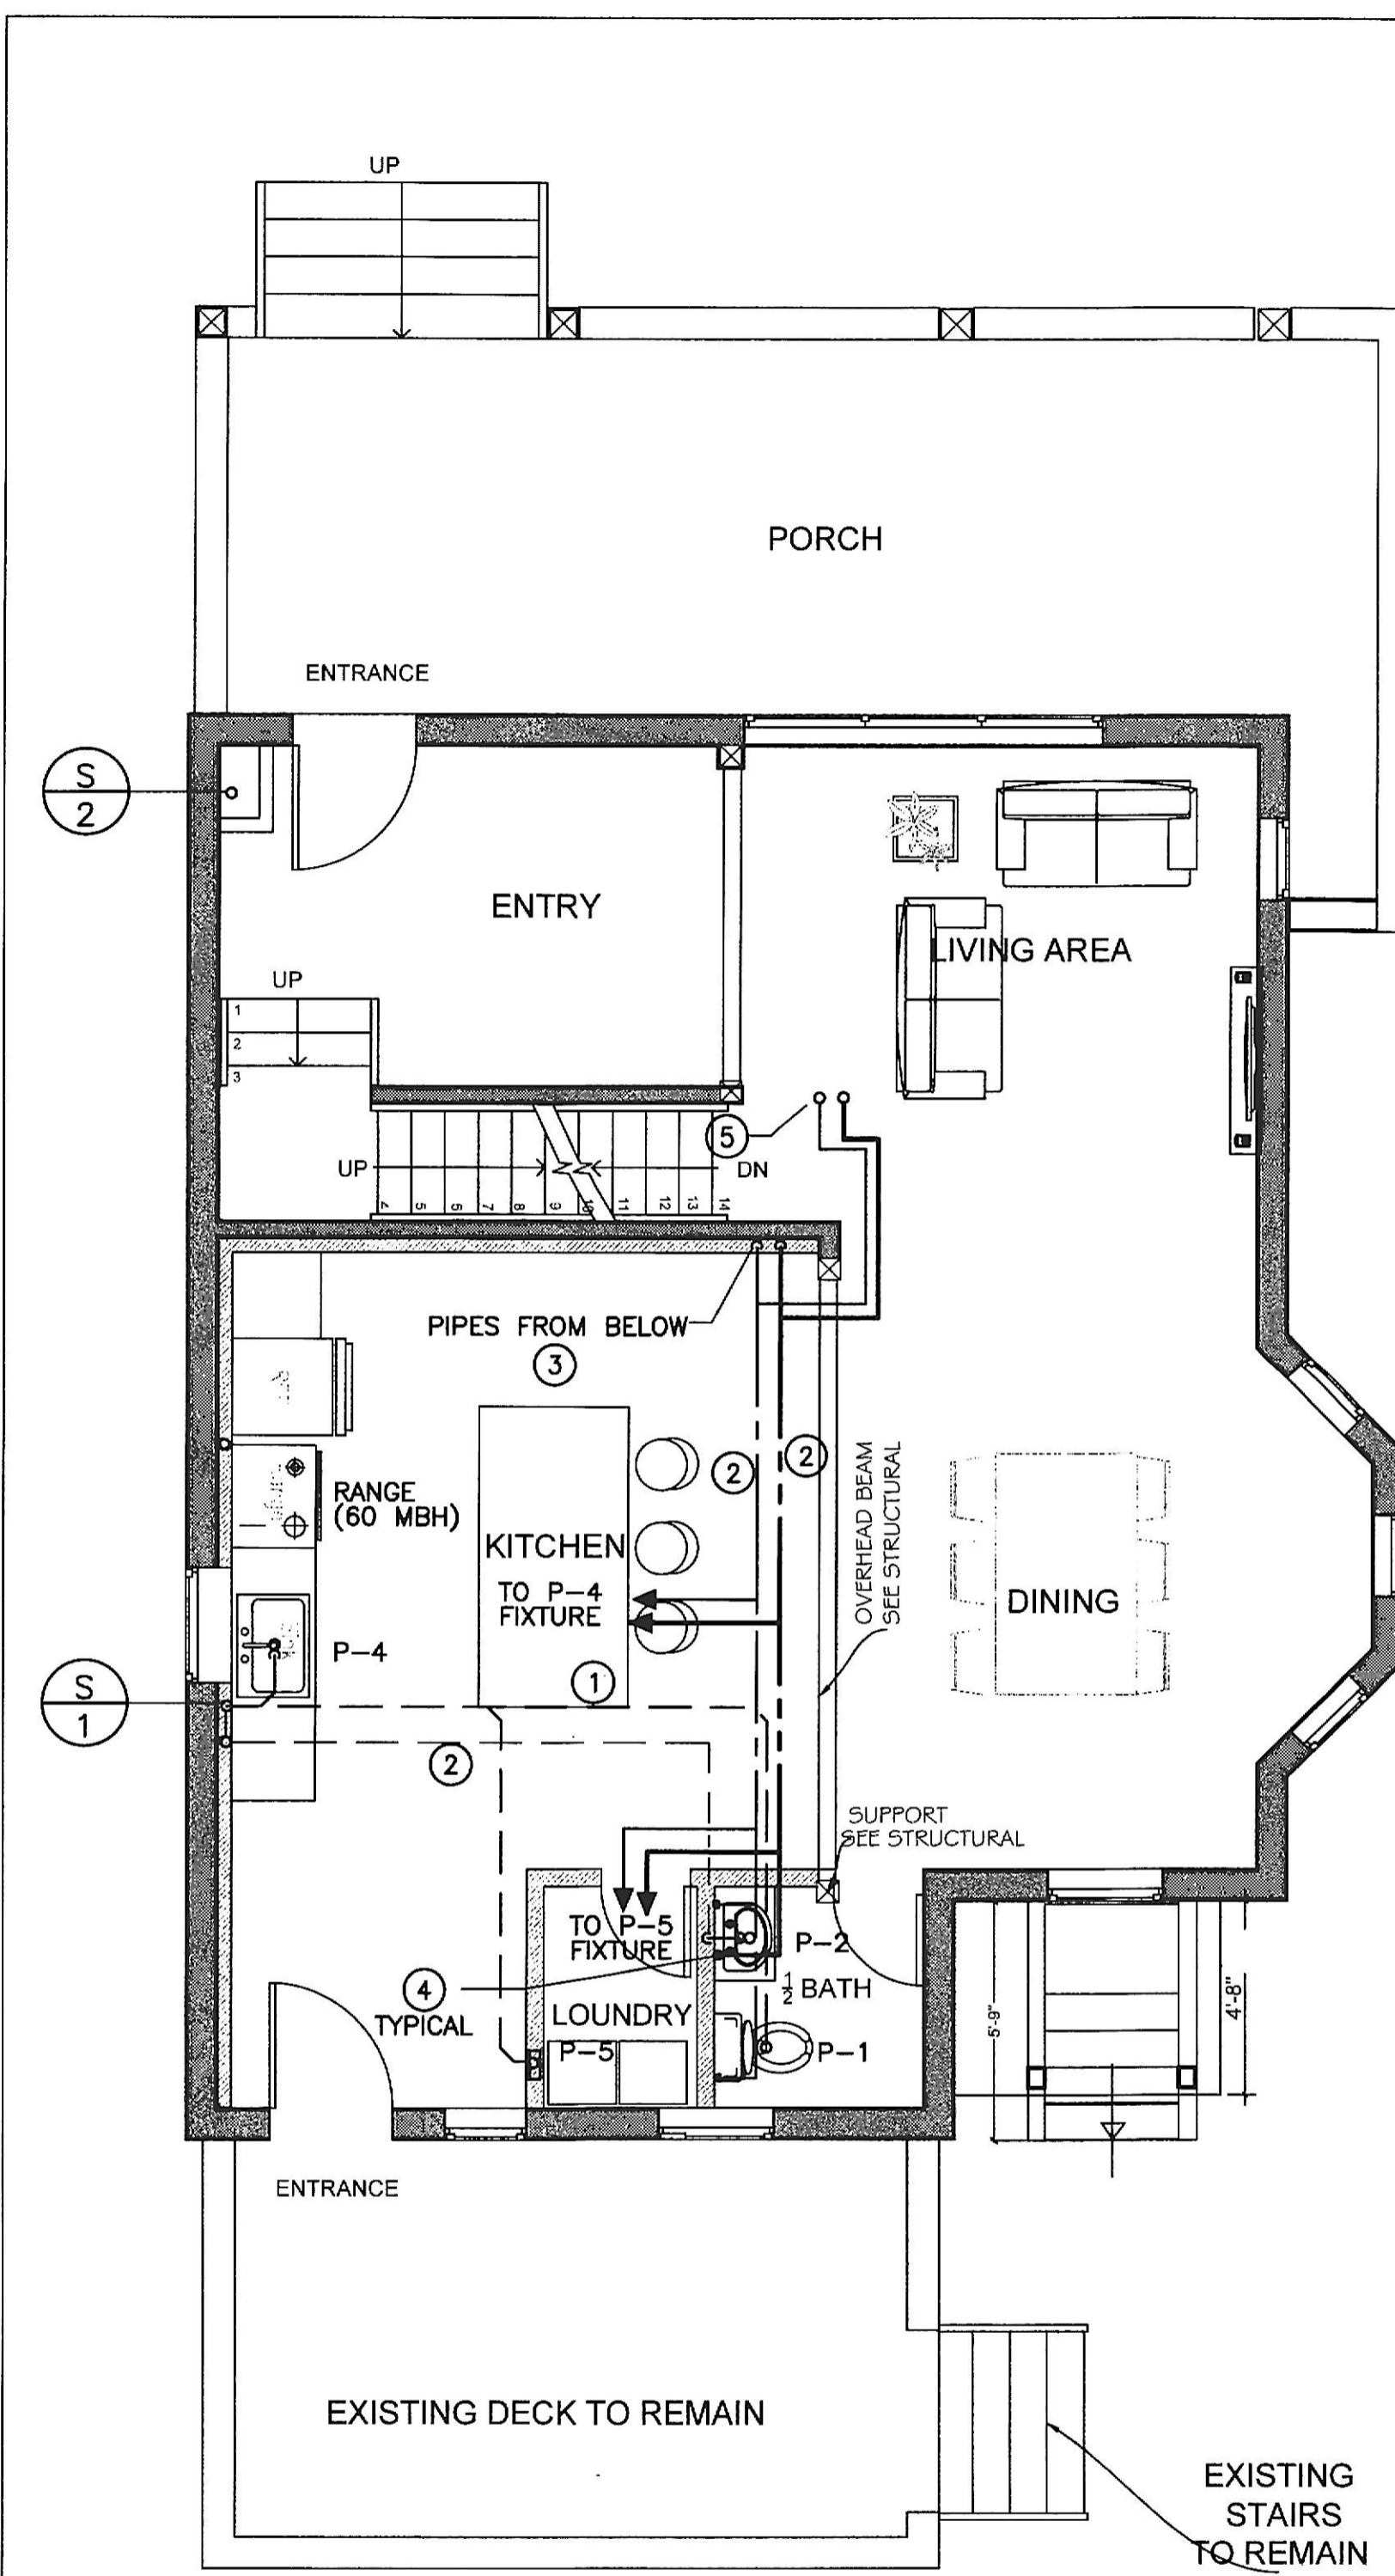 UP
PORCH
ENTRANCE
S
2
ENTRY
LIVING AREA
UP
1
2
3
5
UP
DN
4
5
6
7
8
9
10
11
12
13
14
PIPES FROM BELOW
3
2
2
OVERHEAD BEAM
SEE STRUCTURAL
RANGE
(60 MBH)
KITCHEN
TO P-4
FIXTURE
DINING
P-4
1
S
1
2
SUPPORT
SEE STRUCTURAL
TO P-5
FIXTURE
P-2
1/2 BATH
4
TYPICAL
LOUNDRY
P-5
P-1
5'-9"
4'-8"
ENTRANCE
EXISTING DECK TO REMAIN
EXISTING
STAIRS
TO REMAIN